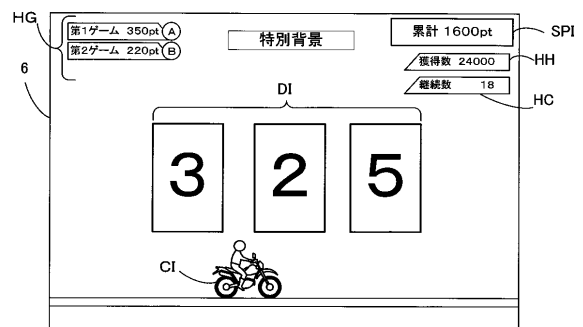 HG
第1ゲーム 350pt A
第2ゲーム 220pt B
特別背景
累計 1600pt
SPI
獲得数 24000
HH
継続数 18
HC
6
DI
3 2 5
CI